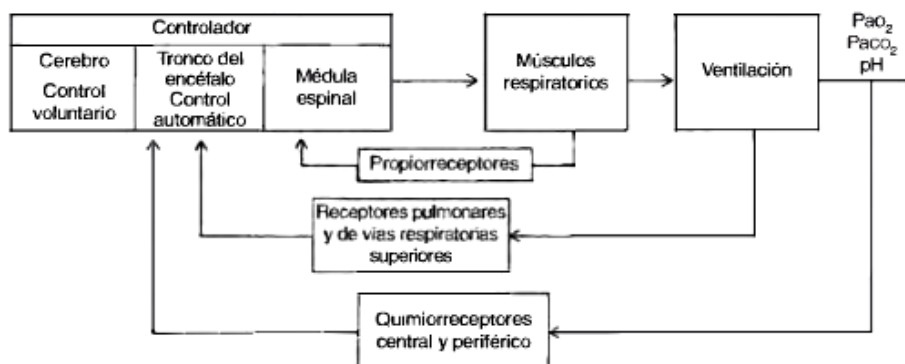 Controlador
Cerebro
Control
voluntario
Tronco del
encéfalo
Control
automático
Médula
espinal
Músculos
respiratorios
Ventilación
Pao2
Paco2
pH
Propiorreceptores
Receptores pulmonares
y de vías respiratorias
superiores
Quimiorreceptores
central y periférico